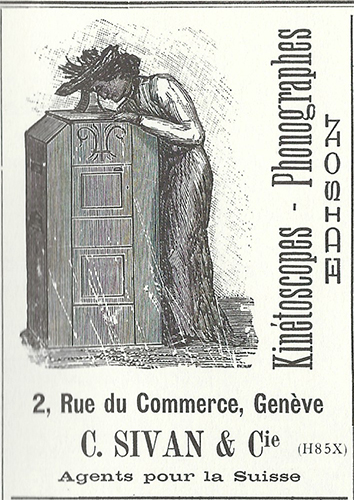 Kinétoscopes - Phonographes
EDISON
2, Rue du Commerce, Genève
C. SIVAN & Cie (H85X)
Agents pour la Suisse